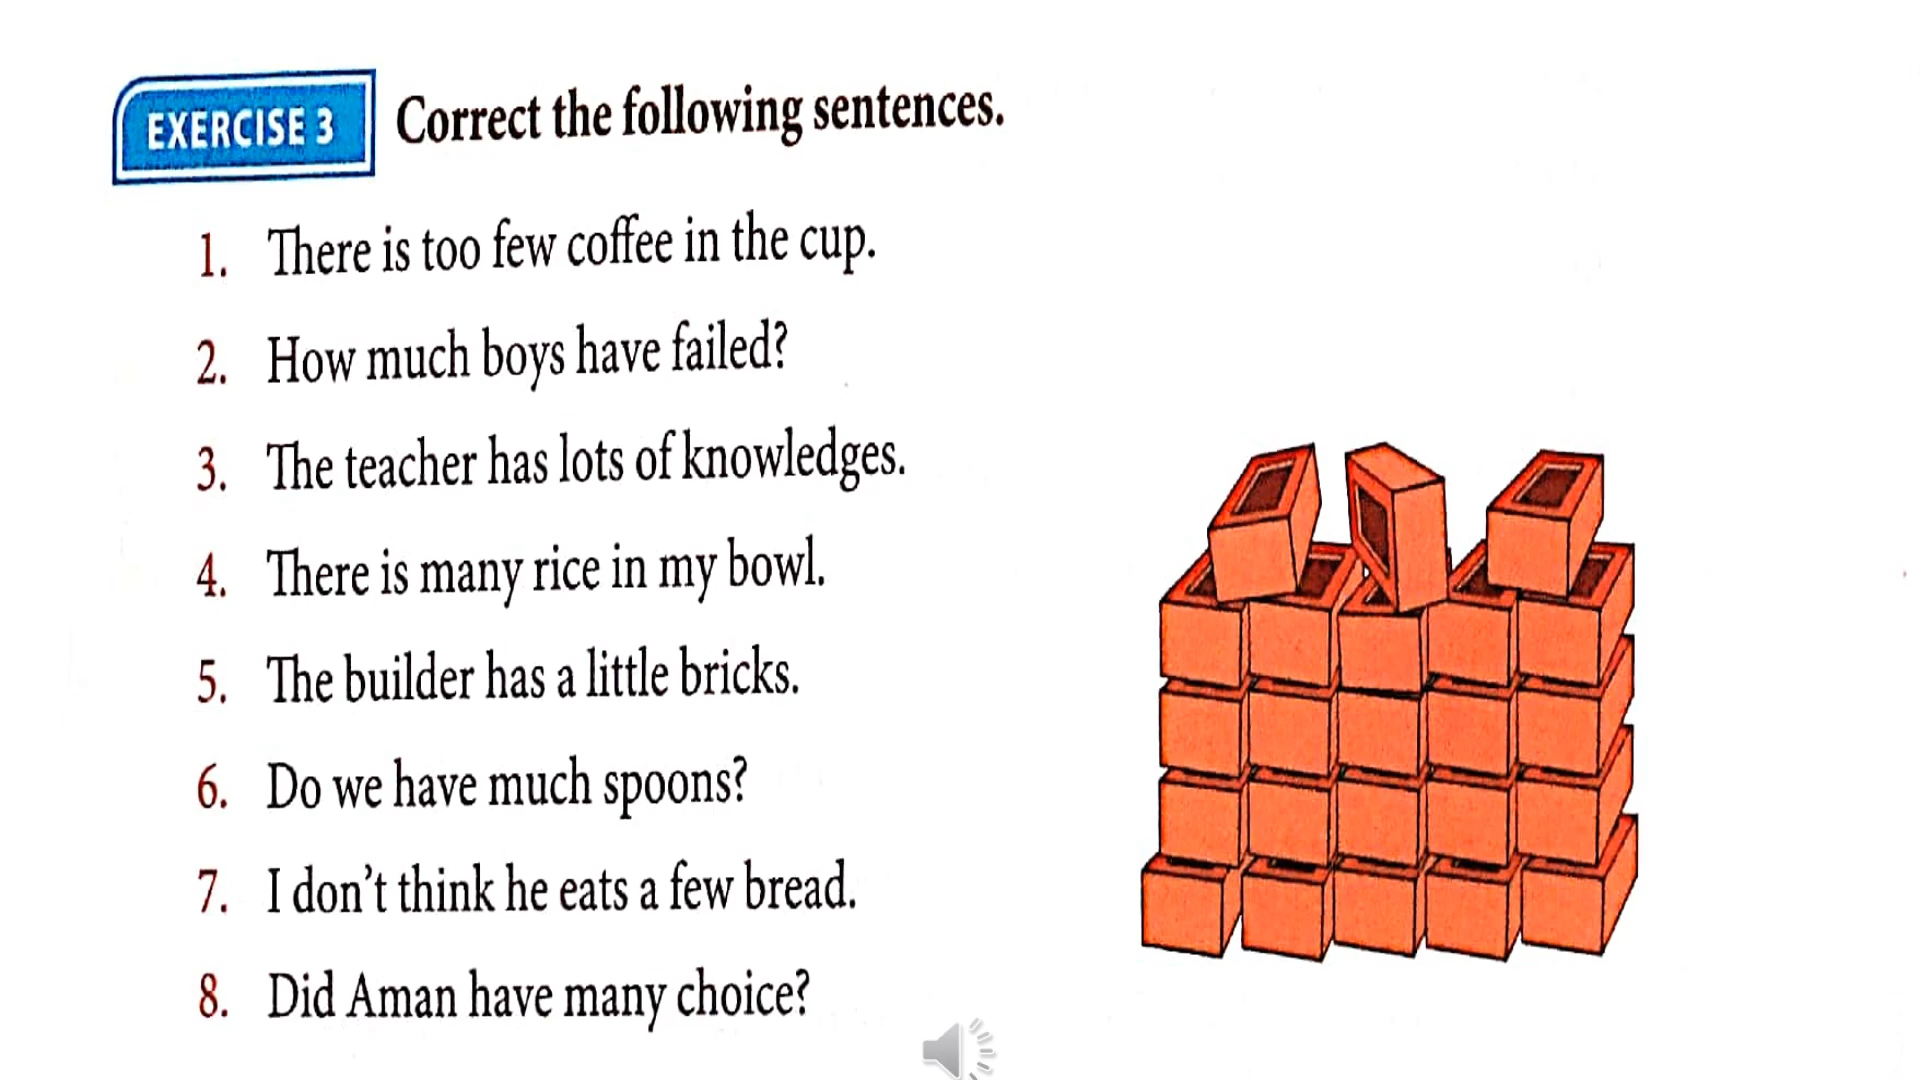 EXERCISE 3 Correct the following sentences.
1. There is too few coffee in the cup.
2. How much boys have failed?
3. The teacher has lots of knowledges.
4. There is many rice in my bowl.
5. The builder has a little bricks.
6. Do we have much spoons?
7. I don't think he eats a few bread.
8. Did Aman have many choice?